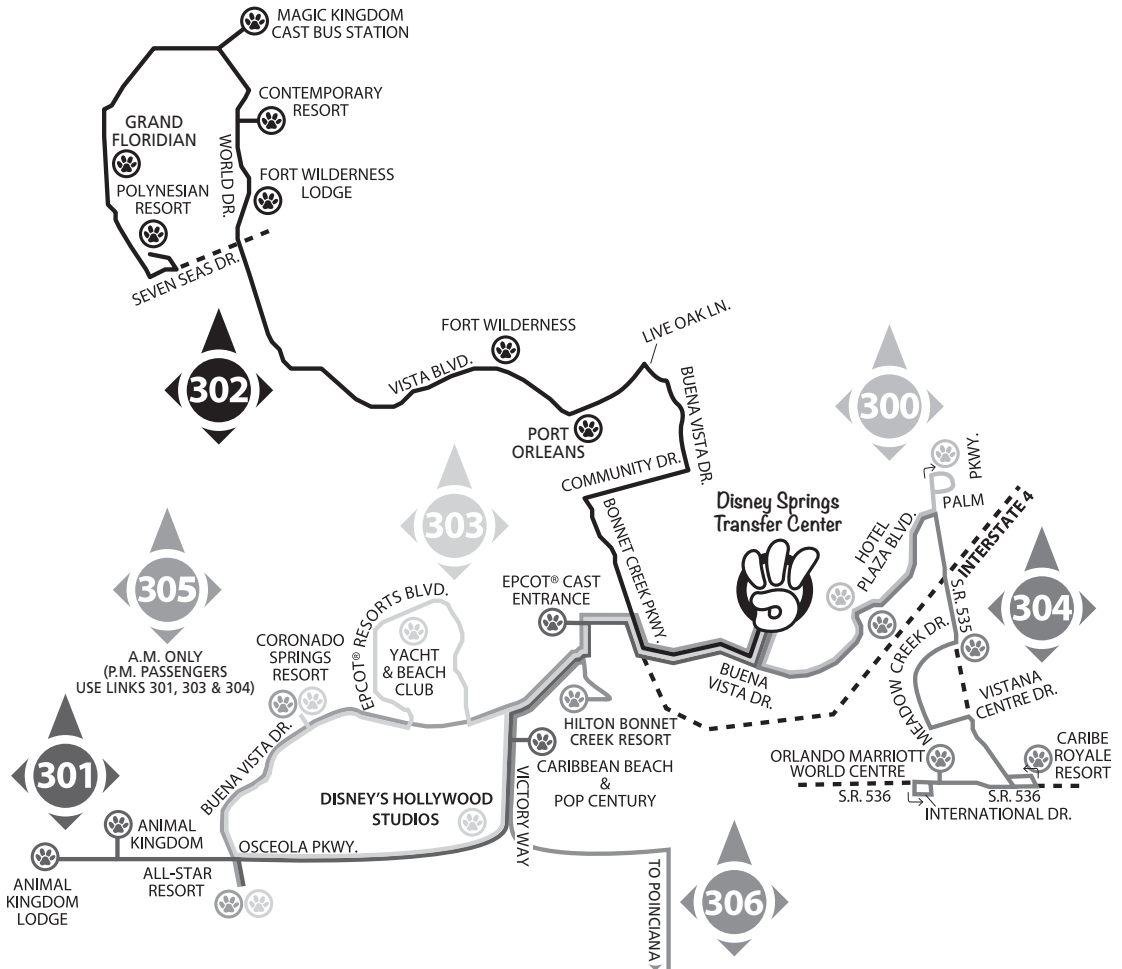 MAGIC KINGDOM
CAST BUS STATION
CONTEMPORARY
RESORT
GRAND
FLORIDIAN
WORLD DR.
POLYNESIAN
RESORT
FORT WILDERNESS
LODGE
SEVEN SEAS DR.
302
FORT WILDERNESS
VISTA BLVD.
LIVE OAK LN.
BUENA VISTA DR.
PORT
ORLEANS
COMMUNITY DR.
BONNET CREEK PKWY.
300
PKWY.
PALM
303
Disney Springs
Transfer Center
HOTEL
PLAZA BLVD.
INTERSTATE 4
S.R. 535
304
305
A.M. ONLY
(P.M. PASSENGERS
USE LINKS 301, 303 & 304)
CORONADO
SPRINGS
RESORT
EPCOT® RESORTS BLVD.
YACHT
& BEACH
CLUB
EPCOT® CAST
ENTRANCE
BUENA
VISTA DR.
MEADOW CREEK DR.
VISTANA
CENTRE DR.
HILTON BONNET
CREEK RESORT
301
BUENA VISTA DR.
CARIBBEAN BEACH
&
POP CENTURY
VICTORY WAY
ORLANDO MARRIOTT
WORLD CENTRE
CARIBE
ROYALE
RESORT
S.R. 536
S.R. 536
INTERNATIONAL DR.
DISNEY'S HOLLYWOOD
STUDIOS
ANIMAL
KINGDOM
OSCEOLA PKWY.
ALL-STAR
RESORT
ANIMAL
KINGDOM
LODGE
TO POINCIANA
306